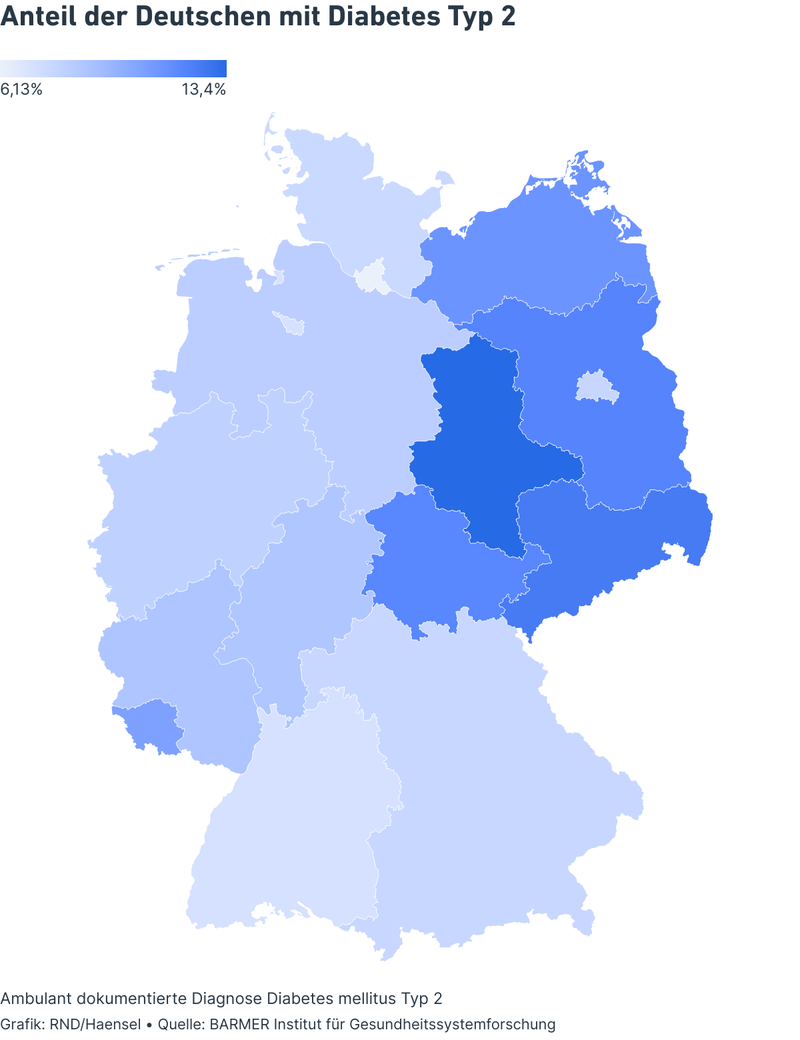 Anteil der Deutschen mit Diabetes Typ 2
6,13% 13,4%
Ambulant dokumentierte Diagnose Diabetes mellitus Typ 2
Grafik: RND/Haensel • Quelle: BARMER Institut für Gesundheitssystemforschung